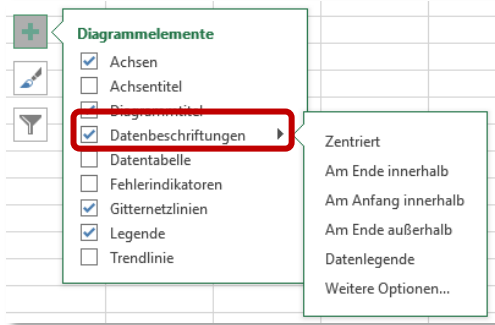 Diagrammelemente
Achsen
Achsentitel
Diagrammtitel
Datenbeschriftungen
Datentabelle
Fehlerindikatoren
Gitternetzlinien
Legende
Trendlinie
Zentriert
Am Ende innerhalb
Am Anfang innerhalb
Am Ende außerhalb
Datenlegende
Weitere Optionen...